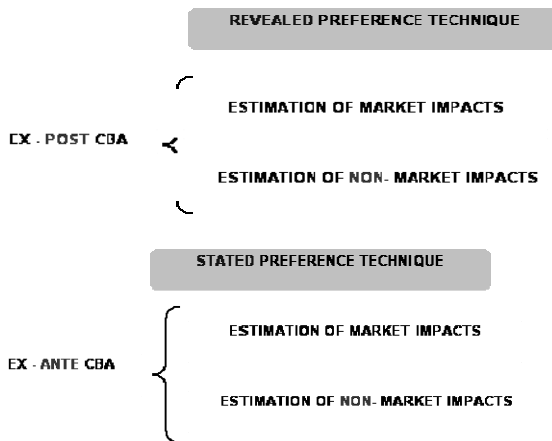 REVEALED PREFERENCE TECHNIQUE
ESTIMATION OF MARKET IMPACTS
EX - POST CBA
ESTIMATION OF NON- MARKET IMPACTS
STATED PREFERENCE TECHNIQUE
ESTIMATION OF MARKET IMPACTS
EX - ANTE CBA
ESTIMATION OF NON- MARKET IMPACTS